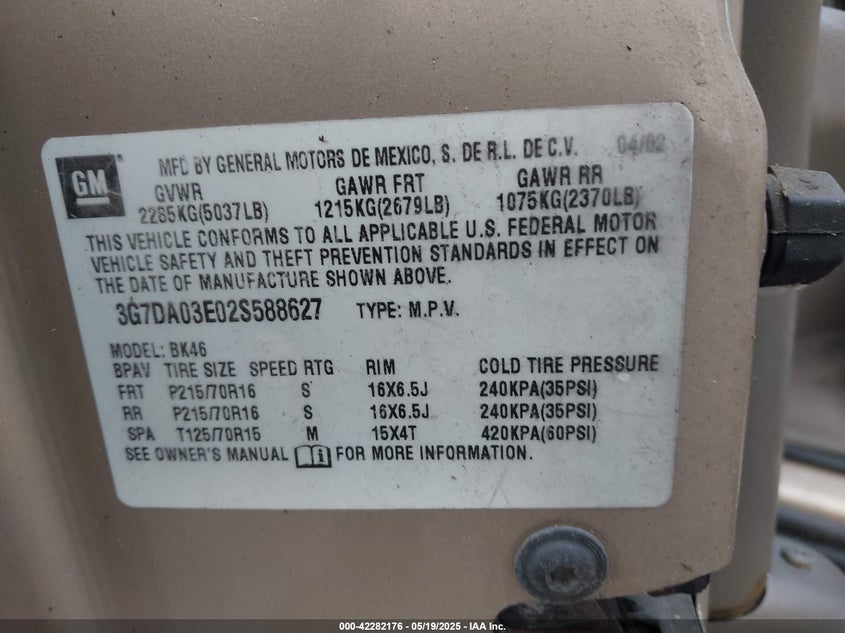 GM
MFD BY GENERAL MOTORS DE MEXICO, S. DE R.L. DE C.V. 04/02
GVWR GAWR FRT GAWR RR
2285KG(5037LB) 1215KG(2679LB) 1075KG(2370LB)
THIS VEHICLE CONFORMS TO ALL APPLICABLE U.S. FEDERAL MOTOR
VEHICLE SAFETY AND THEFT PREVENTION STANDARDS IN EFFECT ON
THE DATE OF MANUFACTURE SHOWN ABOVE.
3G7DA03E02S588627 TYPE: M.P.V.
MODEL: BK46
BPAV TIRE SIZE SPEED RTG RIM COLD TIRE PRESSURE
FRT P215/70R16 S 16X6.5J 240KPA(35PSI)
RR P215/70R16 S 16X6.5J 240KPA(35PSI)
SPA T125/70R15 M 15X4T 420KPA(60PSI)
SEE OWNER'S MANUAL FOR MORE INFORMATION.
000-42282176 - 05/19/2025 - IAA Inc.